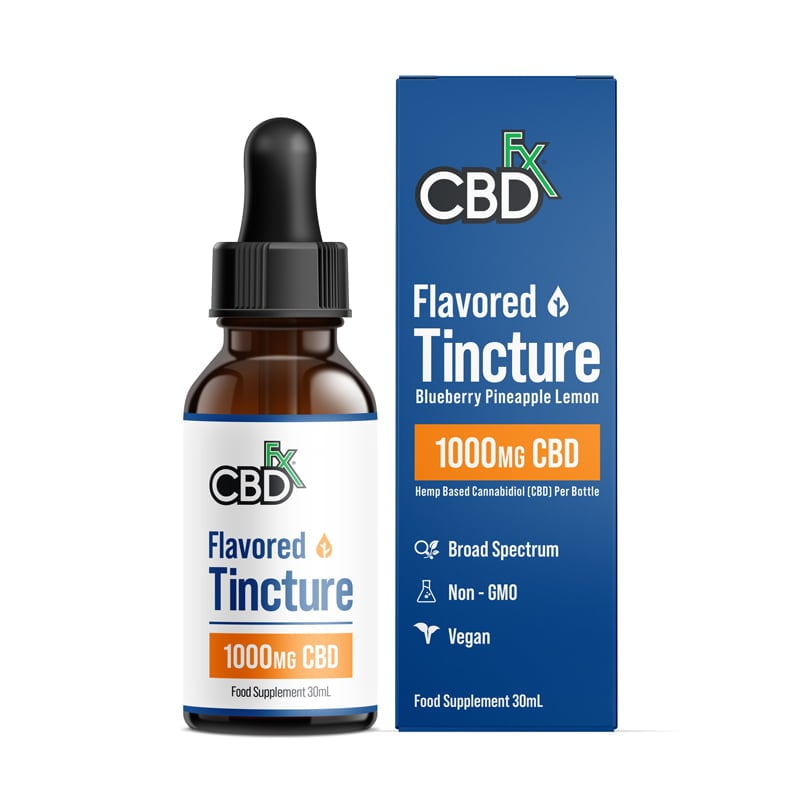 CBD FX
Flavored
Tincture
1000MG CBD
Food Supplement 30mL
CBD FX
Flavored
Tincture
Blueberry Pineapple Lemon
1000MG CBD
Hemp Based Cannabidiol (CBD) Per Bottle
Broad Spectrum
Non - GMO
Vegan
Food Supplement 30mL